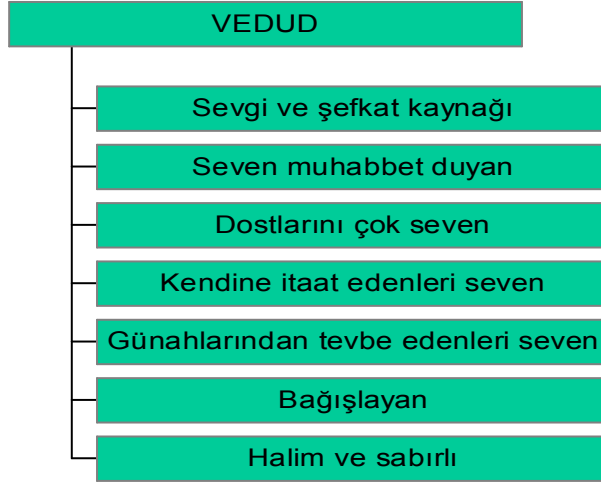 VEDUD
Sevgi ve şefkat kaynağı
Seven muhabbet duyan
Dostlarını çok seven
Kendine itaat edenleri seven
Günahlarından tevbe edenleri seven
Bağışlayan
Halim ve sabırlı